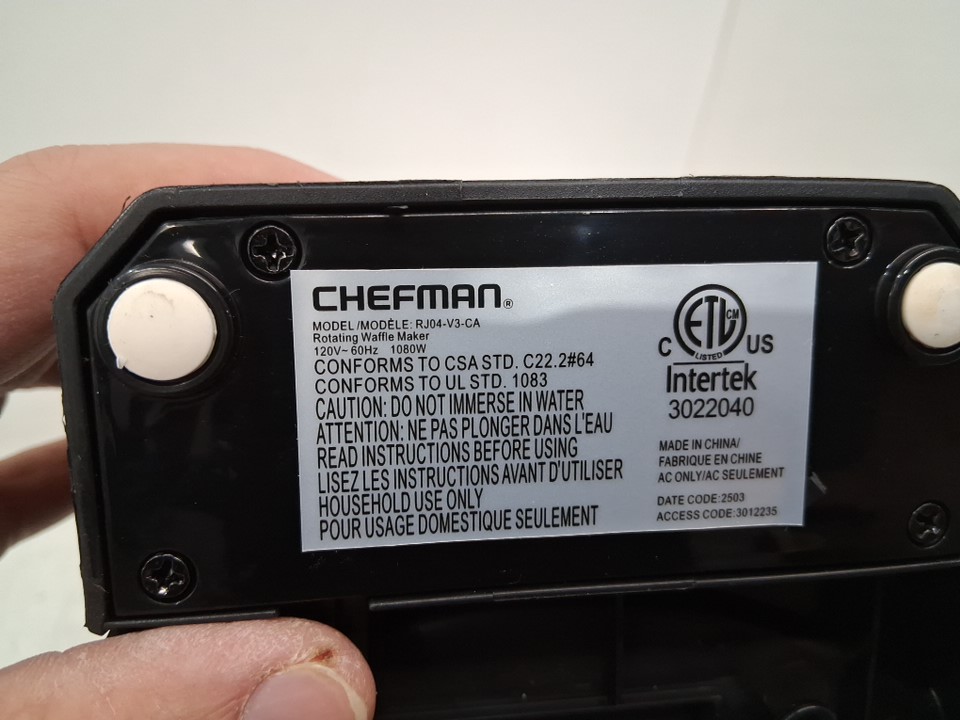 CHEFMAN®
MODEL/MODÈLE: RJ04-V3-CA
Rotating Waffle Maker
120V~60Hz 1080W
CONFORMS TO CSA STD. C22.2#64
CONFORMS TO UL STD. 1083
CAUTION: DO NOT IMMERSE IN WATER
ATTENTION: NE PAS PLONGER DANS L'EAU
READ INSTRUCTIONS BEFORE USING
LISEZ LES INSTRUCTIONS AVANT D'UTILISER
HOUSEHOLD USE ONLY
POUR USAGE DOMESTIQUE SEULEMENT
ETL CM
LISTED
C US
Intertek
3022040
MADE IN CHINA/
FABRIQUE EN CHINE
AC ONLY/AC SEULEMENT
DATE CODE:2503
ACCESS CODE:3012235